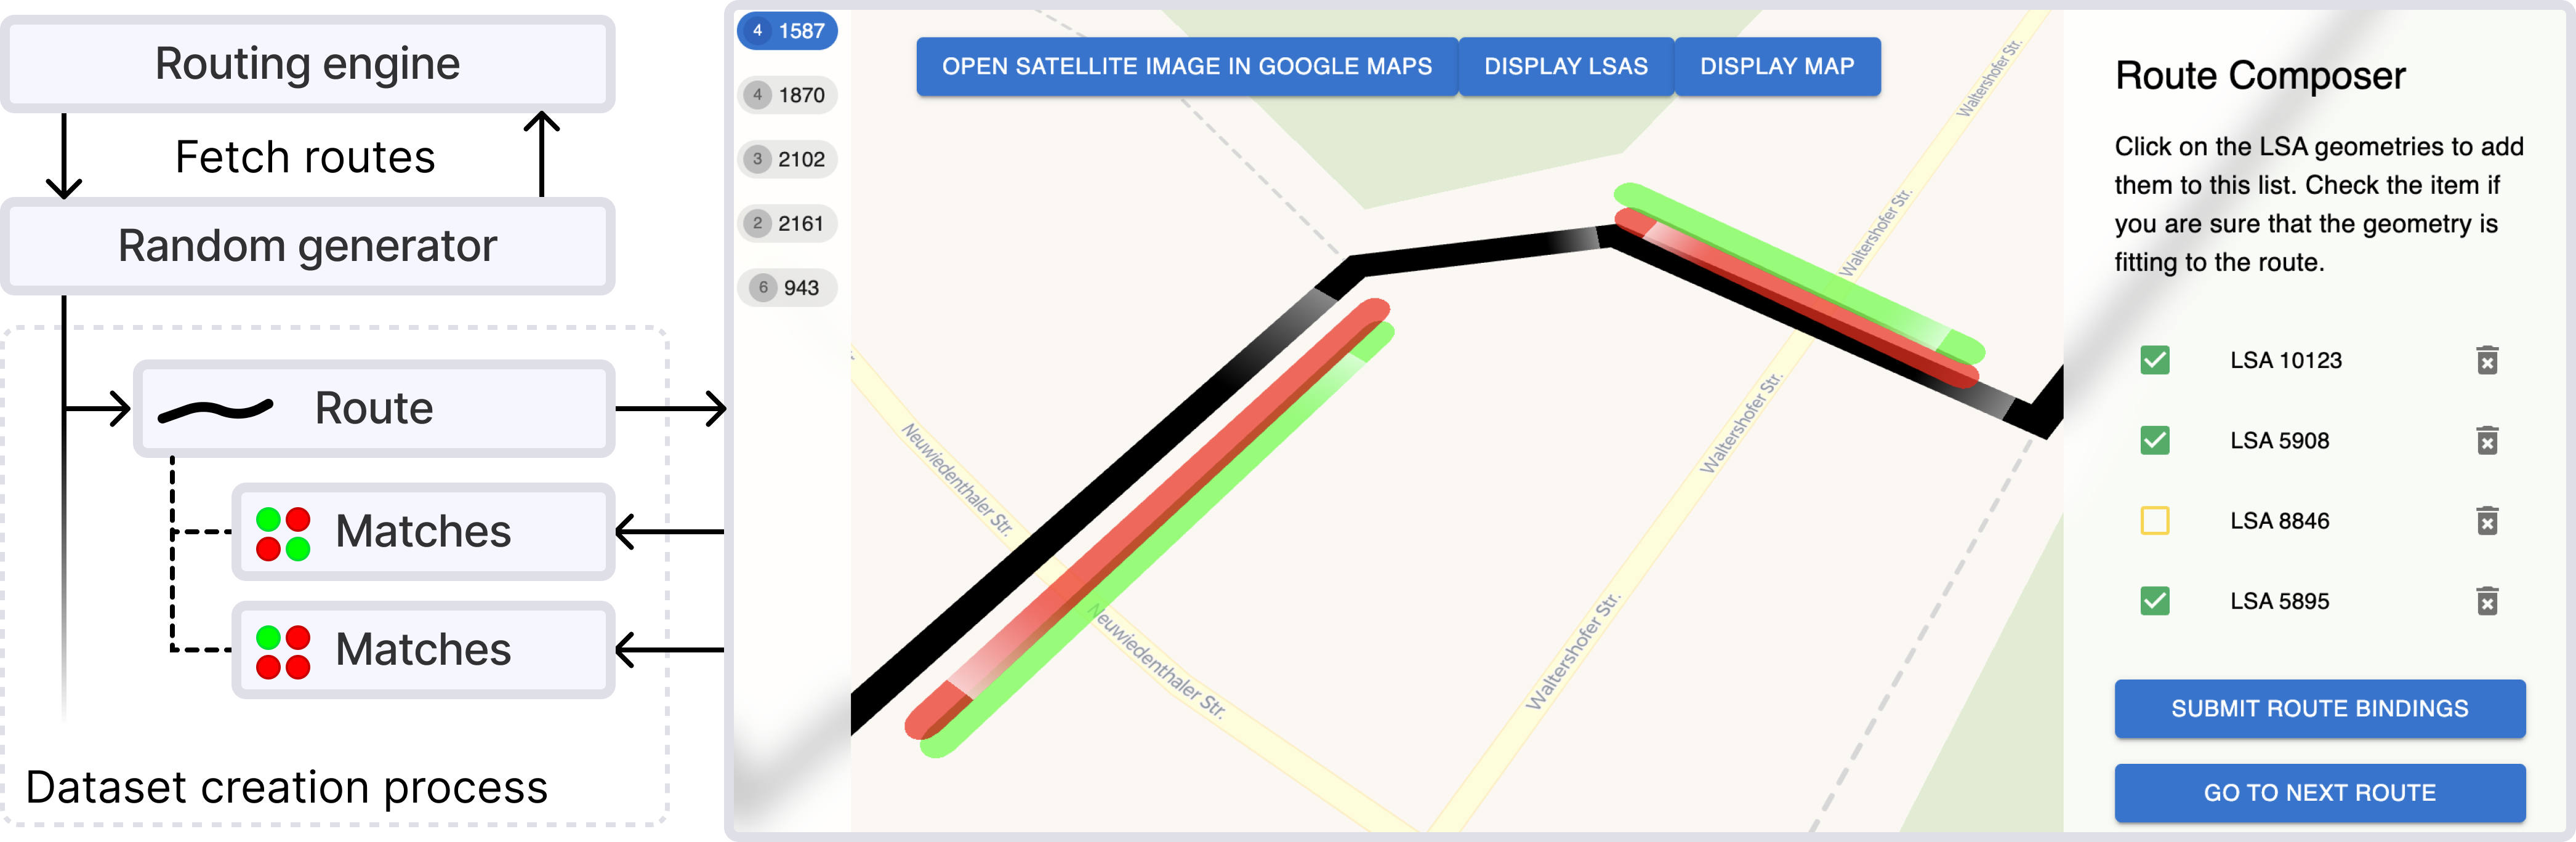 Routing engine
Fetch routes
Random generator
Route
Matches
Matches
Dataset creation process
4 1587
4 1870
3 2102
2 2161
6 943
OPEN SATELLITE IMAGE IN GOOGLE MAPS
DISPLAY LSAS
DISPLAY MAP
Waltershofer Str.
Waltershofer Str.
Waltershofer Str.
Waltershofer Str.
Neuwiedenthaler Str.
Neuwiedenthaler Str.
Route Composer
Click on the LSA geometries to add
them to this list. Check the item if
you are sure that the geometry is
fitting to the route.
LSA 10123
LSA 5908
LSA 8846
LSA 5895
SUBMIT ROUTE BINDINGS
GO TO NEXT ROUTE